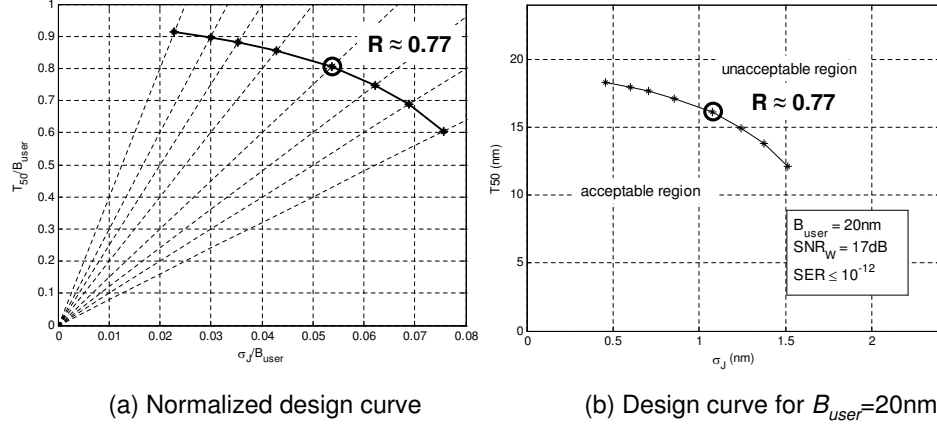 1
0.9
0.8
0.7
0.6
0.5
0.4
0.3
0.2
0.1
0
T50/Buser
R ≈ 0.77
0 0.01 0.02 0.03 0.04 0.05 0.06 0.07 0.08
σJ/Buser
(a) Normalized design curve
20
15
10
5
0
T50 (nm)
unacceptable region
R ≈ 0.77
acceptable region
Buser = 20nm
SNRW = 17dB
SER ≤ 10-12
0 0.5 1 1.5 2
σJ (nm)
(b) Design curve for Buser=20nm